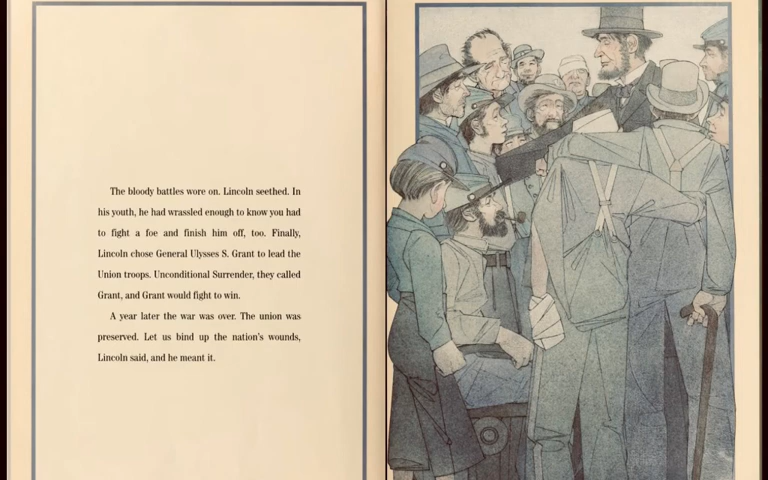 The bloody battles wore on. Lincoln seethed. In
his youth, he had wrassled enough to know you had
to fight a foe and finish him off, too. Finally,
Lincoln chose General Ulysses S. Grant to lead the
Union troops. Unconditional Surrender, they called
Grant, and Grant would fight to win.
A year later the war was over. The union was
preserved. Let us bind up the nation's wounds,
Lincoln said, and he meant it.